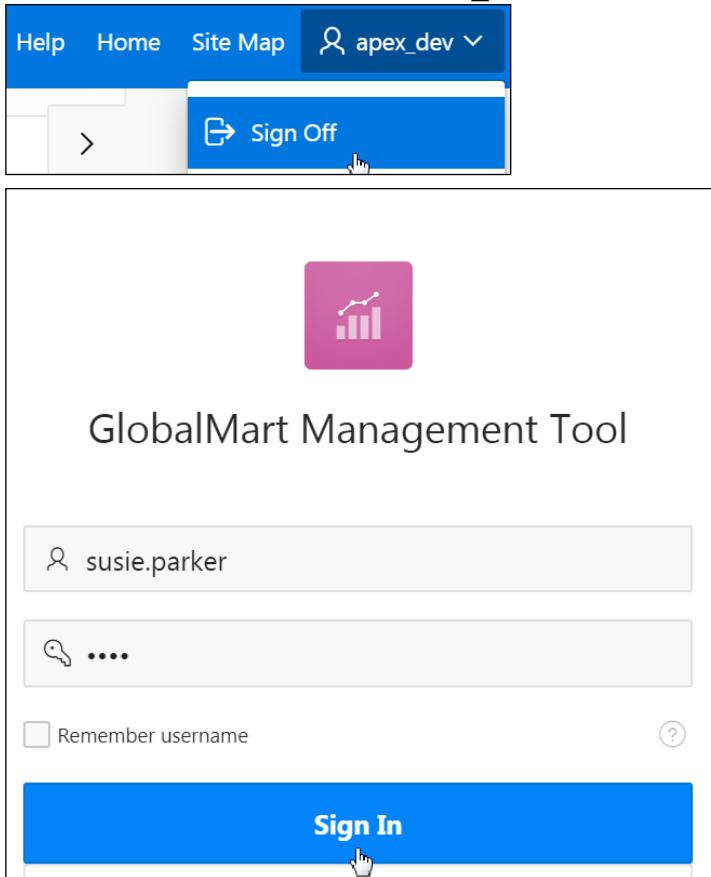 Help Home Site Map apex_dev
Sign Off
GlobalMart Management Tool
susie.parker
••••
Remember username
?
Sign In